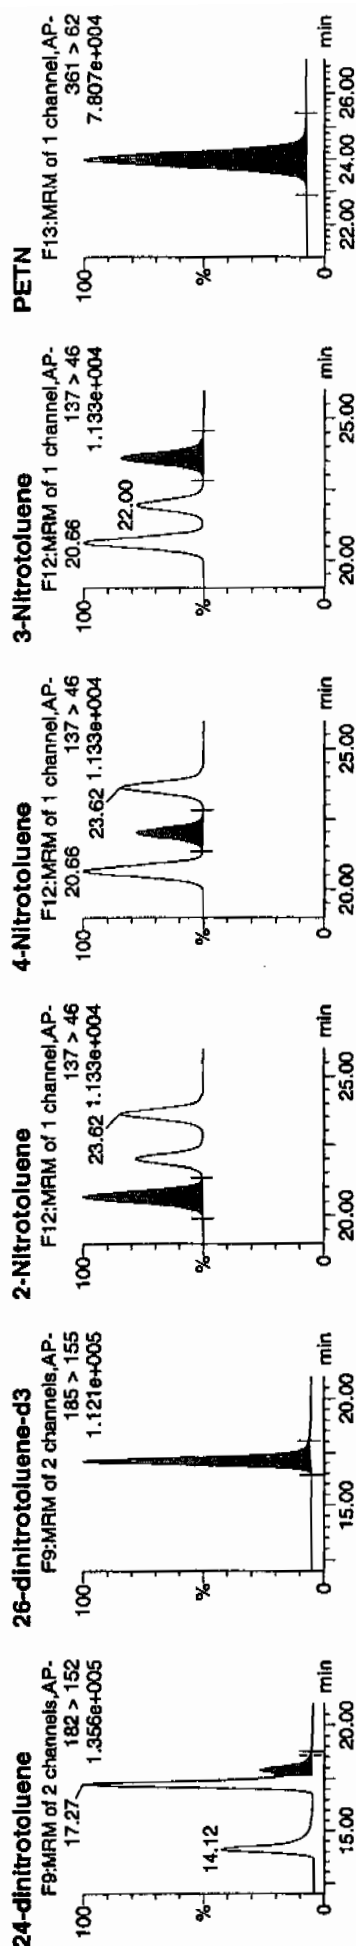 24-dinitrotoluene
F9:MRM of 2 channels,AP-
182 > 152
1.356e+005
100
17.27
14.12
%
0
15.00 20.00 min
26-dinitrotoluene-d3
F9:MRM of 2 channels,AP-
185 > 155
1.121e+005
100
%
0
15.00 20.00 min
2-Nitrotoluene
F12:MRM of 1 channel,AP-
137 > 46
23.62 1.133e+004
100
%
0
20.00 25.00 min
4-Nitrotoluene
F12:MRM of 1 channel,AP-
20.66 137 > 46
23.62 1.133e+004
100
%
0
20.00 25.00 min
3-Nitrotoluene
F12:MRM of 1 channel,AP-
20.66 137 > 46
1.133e+004
100
22.00
%
0
20.00 25.00 min
PETN
F13:MRM of 1 channel,AP-
361 > 62
7.807e+004
100
%
0
22.00 24.00 26.00 min